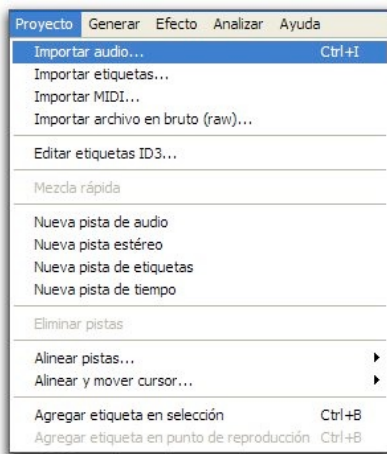 Proyecto Generar Efecto Analizar Ayuda
Importar audio... Ctrl+I
Importar etiquetas...
Importar MIDI...
Importar archivo en bruto (raw)...
Editar etiquetas ID3...
Mezcla rápida
Nueva pista de audio
Nueva pista estéreo
Nueva pista de etiquetas
Nueva pista de tiempo
Eliminar pistas
Alinear pistas...
Alinear y mover cursor...
Agregar etiqueta en selección Ctrl+B
Agregar etiqueta en punto de reproducción Ctrl+B